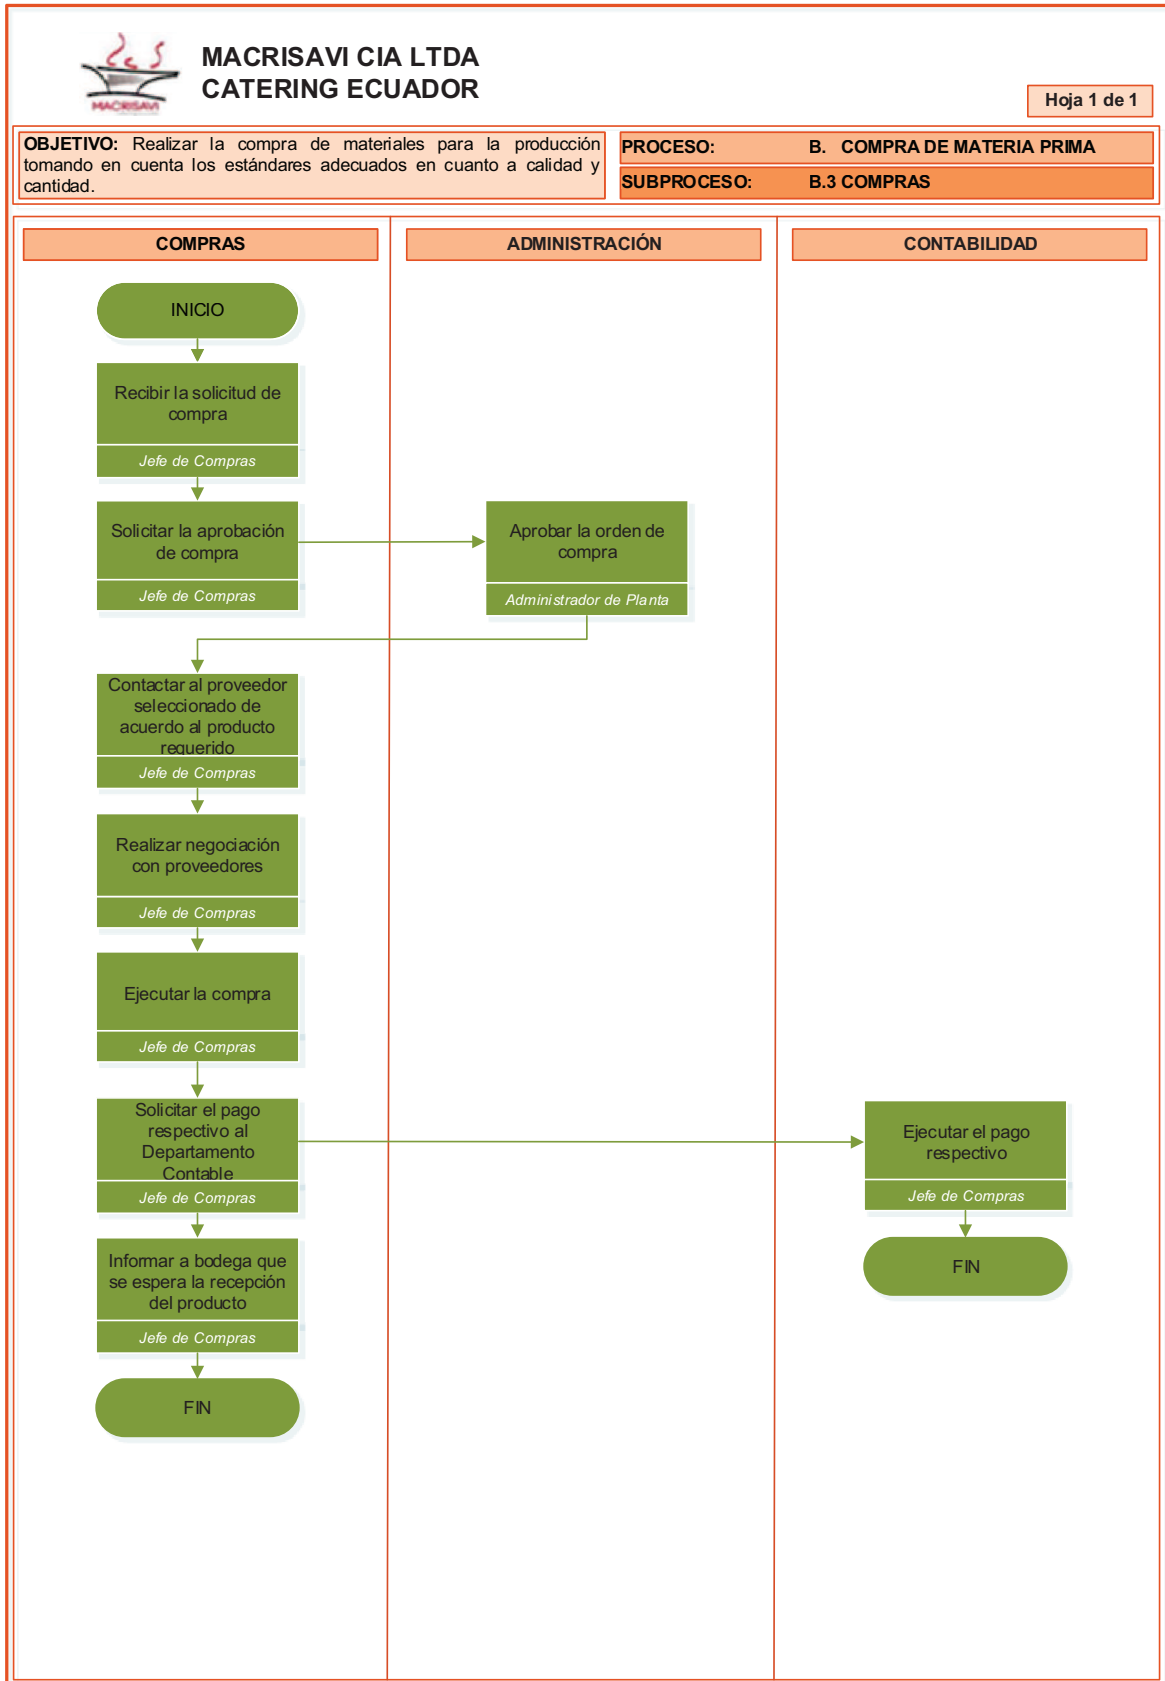 MACRISAVI CIA LTDA
CATERING ECUADOR
MACRISAVI
Hoja 1 de 1
OBJETIVO: Realizar la compra de materiales para la producción
tomando en cuenta los estándares adecuados en cuanto a calidad y
cantidad.
PROCESO: B. COMPRA DE MATERIA PRIMA
SUBPROCESO: B.3 COMPRAS
COMPRAS
ADMINISTRACIÓN
CONTABILIDAD
INICIO
Recibir la solicitud de
compra
Jefe de Compras
Solicitar la aprobación
de compra
Jefe de Compras
Aprobar la orden de
compra
Administrador de Planta
Contactar al proveedor
seleccionado de
acuerdo al producto
requerido
Jefe de Compras
Realizar negociación
con proveedores
Jefe de Compras
Ejecutar la compra
Jefe de Compras
Solicitar el pago
respectivo al
Departamento
Contable
Jefe de Compras
Ejecutar el pago
respectivo
Jefe de Compras
Informar a bodega que
se espera la recepción
del producto
Jefe de Compras
FIN
FIN